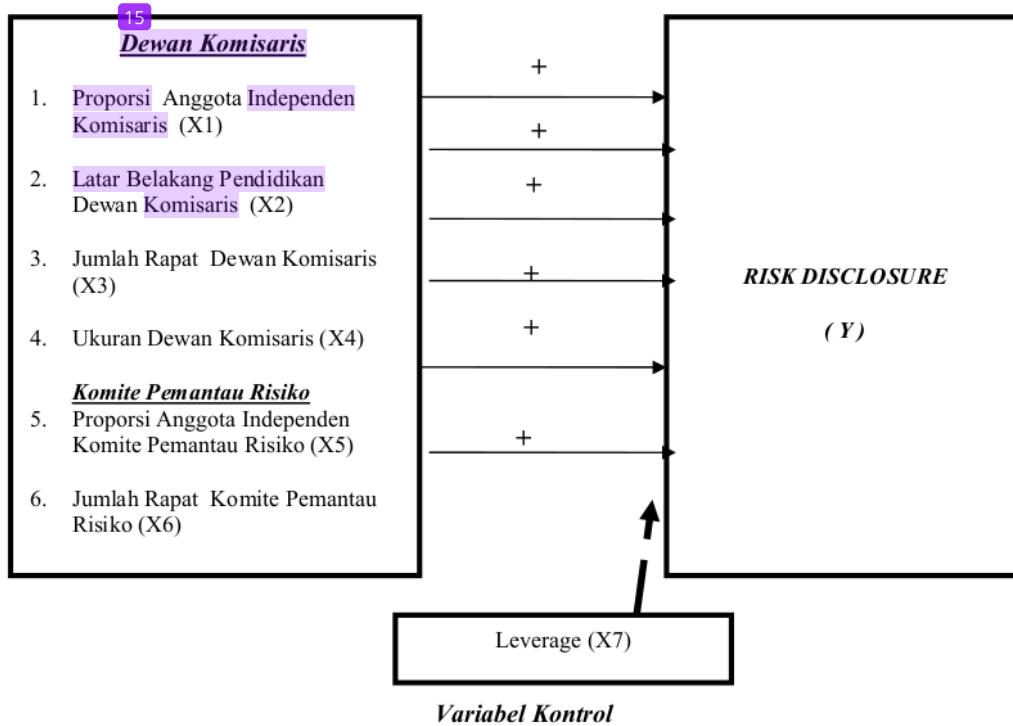 15
Dewan Komisaris
1. Proporsi Anggota Independen
Komisaris (X1)
2. Latar Belakang Pendidikan
Dewan Komisaris (X2)
3. Jumlah Rapat Dewan Komisaris
(X3)
4. Ukuran Dewan Komisaris (X4)
Komite Pemantau Risiko
5. Proporsi Anggota Independen
Komite Pemantau Risiko (X5)
6. Jumlah Rapat Komite Pemantau
Risiko (X6)
+
+
+
+
+
+
RISK DISCLOSURE
( Y )
Leverage (X7)
Variabel Kontrol